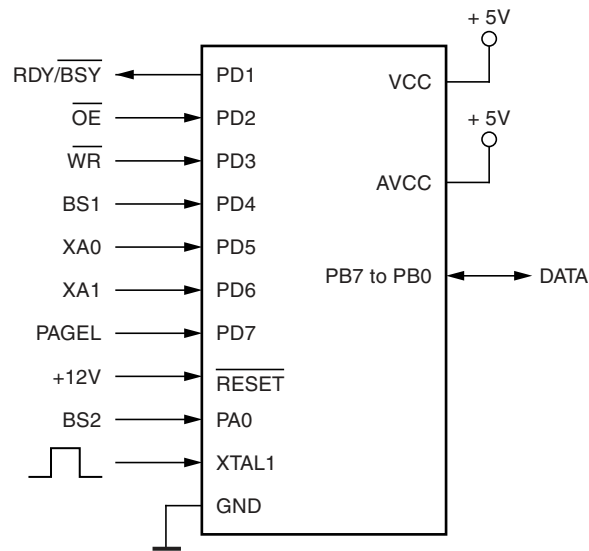 + 5V
RDY/BSY PD1
VCC
OE PD2
+ 5V
WR PD3
AVCC
BS1 PD4
XA0 PD5
PB7 to PB0 DATA
XA1 PD6
PAGEL PD7
+12V RESET
BS2 PA0
XTAL1
GND